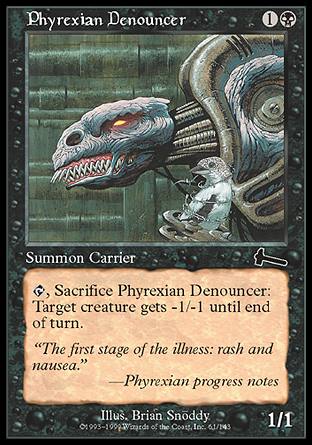 Phyrexian Denouncer 1
Summon Carrier
, Sacrifice Phyrexian Denouncer:
Target creature gets -1/-1 until end
of turn.
"The first stage of the illness: rash and
nausea."
—Phyrexian progress notes
Illus. Brian Snoddy
©1993-1999 Wizards of the Coast, Inc. 61/143
1/1